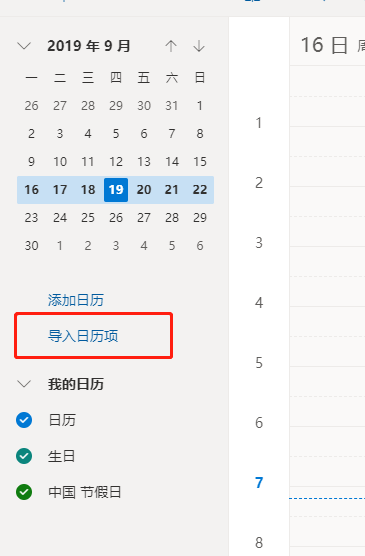 2019 年 9 月
16 日 周
一 二 三 四 五 六 日
26 27 28 29 30 31 1
2 3 4 5 6 7 8
9 10 11 12 13 14 15
16 17 18 19 20 21 22
23 24 25 26 27 28 29
30 1 2 3 4 5 6
添加日历
导入日历项
我的日历
日历
生日
中国 节假日
1
2
3
4
5
6
7
8